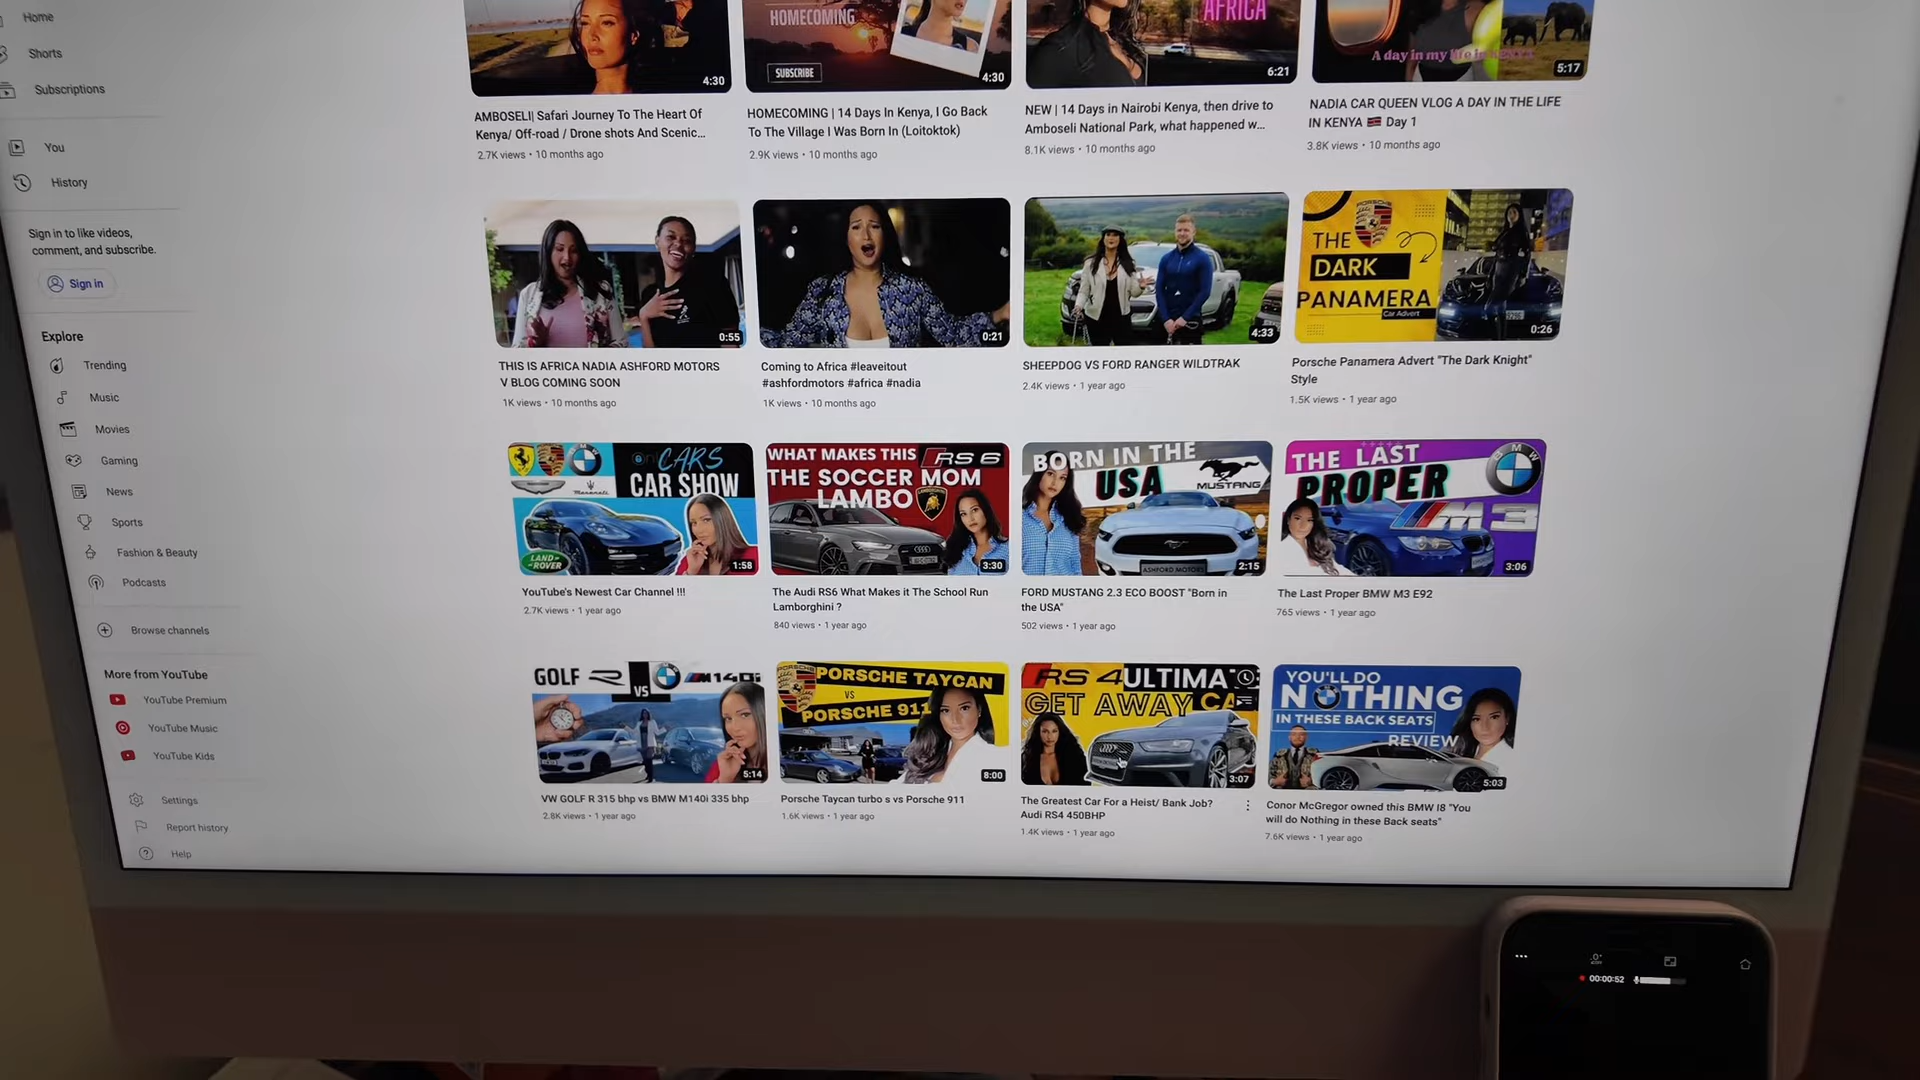 Home
Shorts
Subscriptions
You
History
Sign in to like videos,
comment, and subscribe.
Sign in
Explore
Trending
Music
Movies
Gaming
News
Sports
Fashion & Beauty
Podcasts
Browse channels
More from YouTube
YouTube Premium
YouTube Music
YouTube Kids
Settings
Report history
Help
4:30
AMBOSELI| Safari Journey To The Heart Of
Kenya/ Off-road / Drone shots And Scenic...
2.7K views • 10 months ago
HOMECOMING
SUBSCRIBE
4:30
HOMECOMING | 14 Days In Kenya, I Go Back
To The Village I Was Born In (Loitoktok)
2.9K views • 10 months ago
AFRICA
6:21
NEW | 14 Days in Nairobi Kenya, then drive to
Amboseli National Park, what happened w...
8.1K views • 10 months ago
A day in my life in KENYA
5:17
NADIA CAR QUEEN VLOG A DAY IN THE LIFE
IN KENYA 🇰🇪 Day 1
3.8K views • 10 months ago
0:55
THIS IS AFRICA NADIA ASHFORD MOTORS
V BLOG COMING SOON
1K views • 10 months ago
0:21
Coming to Africa #leaveitout
#ashfordmotors #africa #nadia
1K views • 10 months ago
4:33
SHEEPDOG VS FORD RANGER WILDTRAK
2.4K views • 1 year ago
PORSCHE
THE
DARK
PANAMERA
Car Advert
0:26
Porsche Panamera Advert "The Dark Knight"
Style
1.5K views • 1 year ago
CARS
CAR SHOW
LAND-
ROVER
1:58
YouTube's Newest Car Channel !!!
2.7K views • 1 year ago
WHAT MAKES THIS RS 6
THE SOCCER MOM
LAMBO
3:30
The Audi RS6 What Makes it The School Run
Lamborghini ?
840 views • 1 year ago
BORN IN THE
USA
MUSTANG
ASHFORD MOTORS
2:15
FORD MUSTANG 2.3 ECO BOOST "Born in
the USA"
502 views • 1 year ago
THE LAST
PROPER
BMW
M3
3:06
The Last Proper BMW M3 E92
765 views • 1 year ago
GOLF R VS M140i
5:14
VW GOLF R 315 bhp vs BMW M140i 335 bhp
2.8K views • 1 year ago
PORSCHE
PORSCHE TAYCAN
VS
PORSCHE 911
8:00
Porsche Taycan turbo s vs Porsche 911
1.6K views • 1 year ago
RS 4 ULTIMA
GET AWAY CA
3:07
The Greatest Car For a Heist/ Bank Job?
Audi RS4 450BHP
1.4K views • 1 year ago
YOU'LL DO
NOTHING
IN THESE BACK SEATS
REVIEW
5:03
Conor McGregor owned this BMW I8 "You
will do Nothing in these Back seats"
7.6K views • 1 year ago
00:00:52